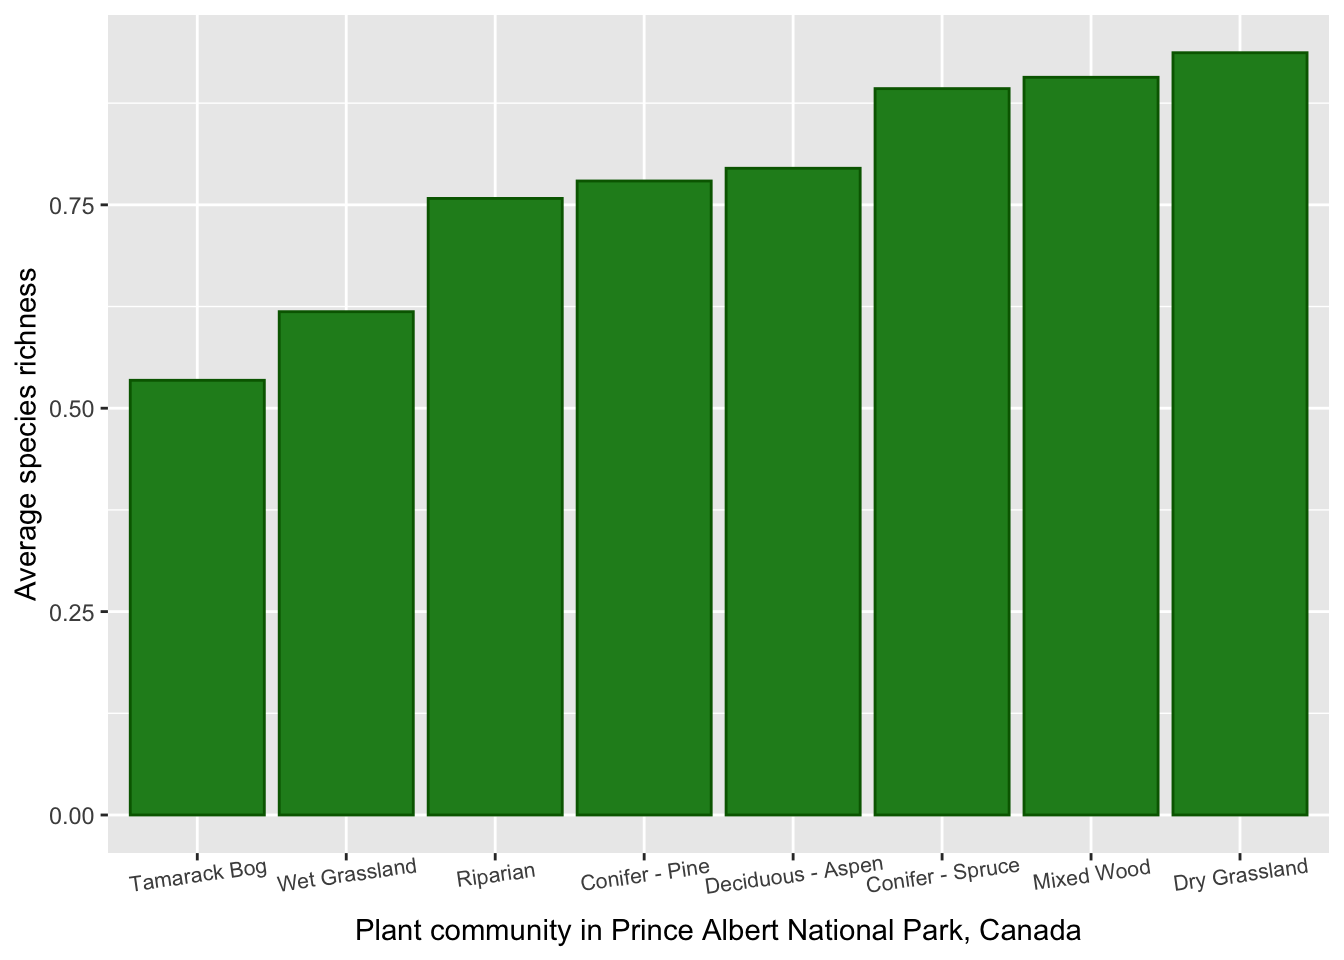 Average species richness
0.75
0.50
0.25
0.00
Tamarack Bog
Wet Grassland
Riparian
Conifer - Pine
Deciduous - Aspen
Conifer - Spruce
Mixed Wood
Dry Grassland
Plant community in Prince Albert National Park, Canada